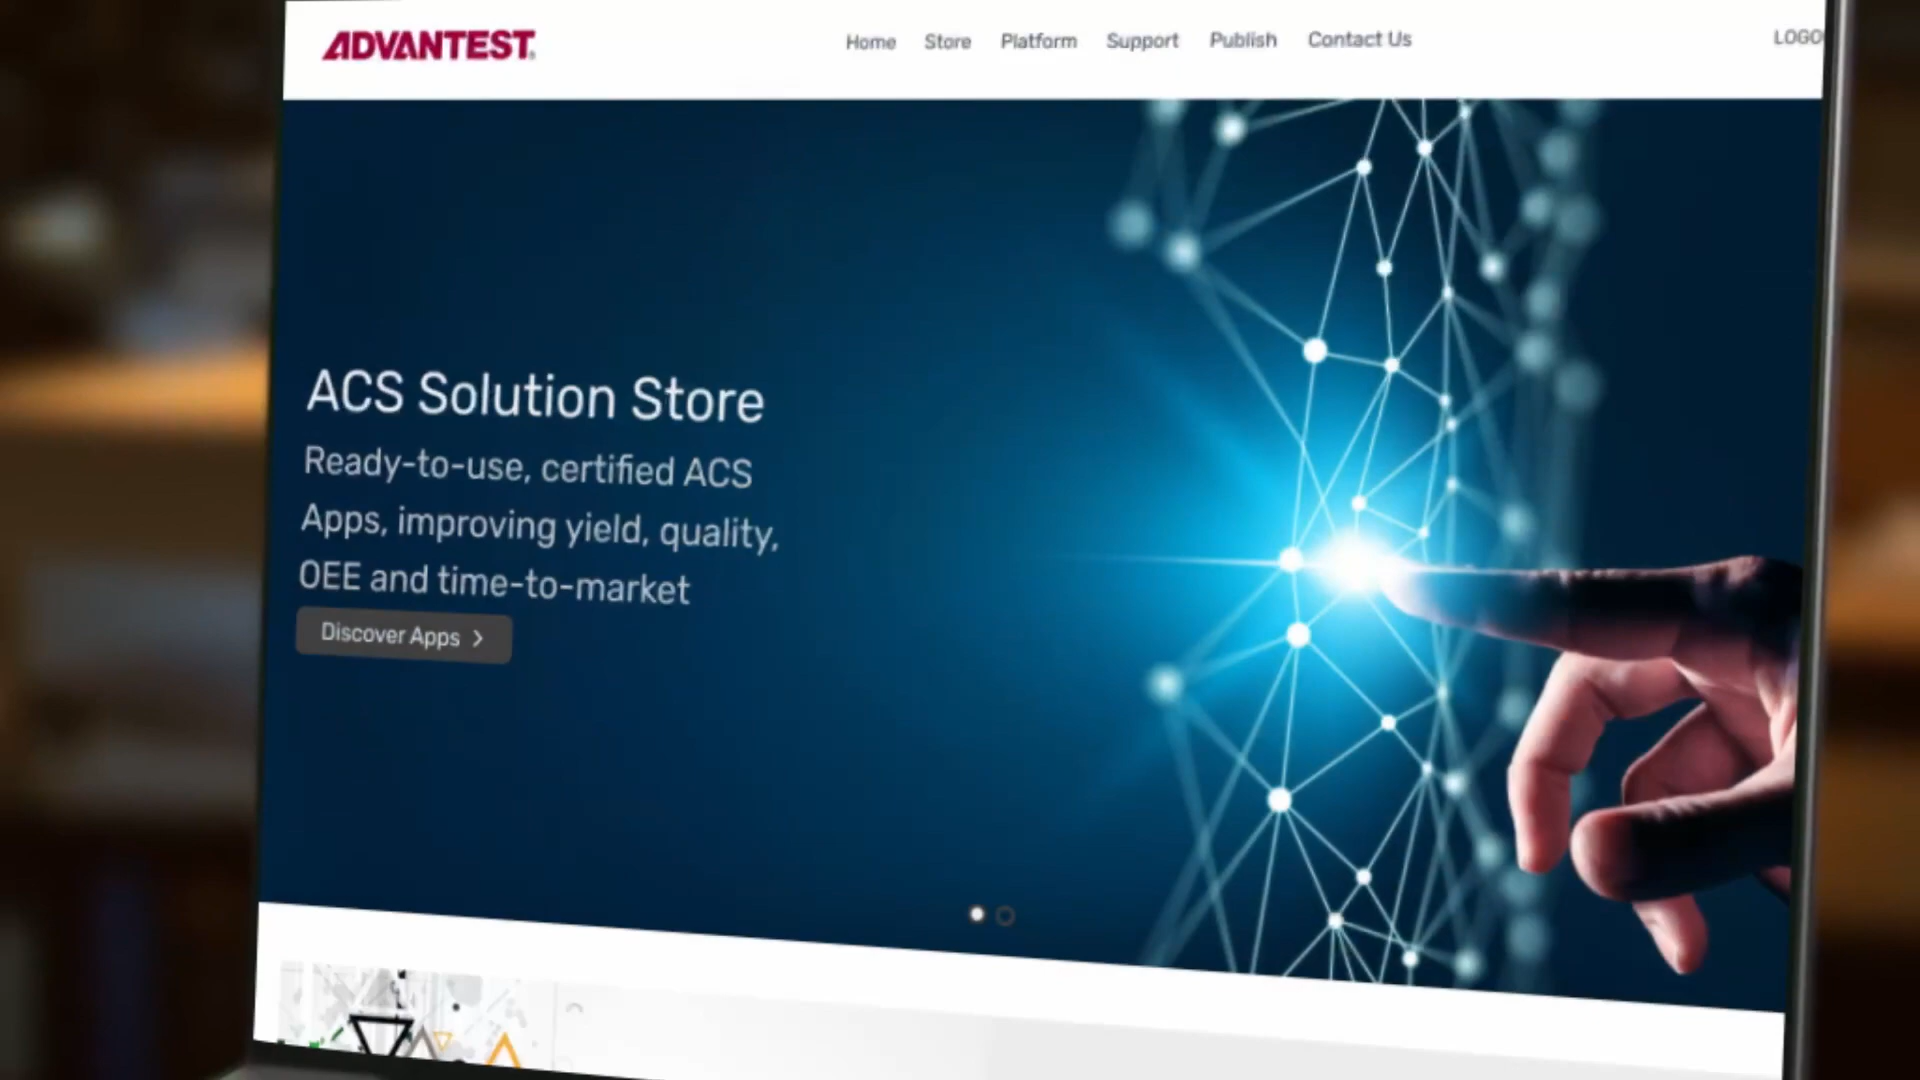 ADVANTEST
Home Store Platform Support Publish Contact Us
LOGO
ACS Solution Store
Ready-to-use, certified ACS
Apps, improving yield, quality,
OEE and time-to-market
Discover Apps